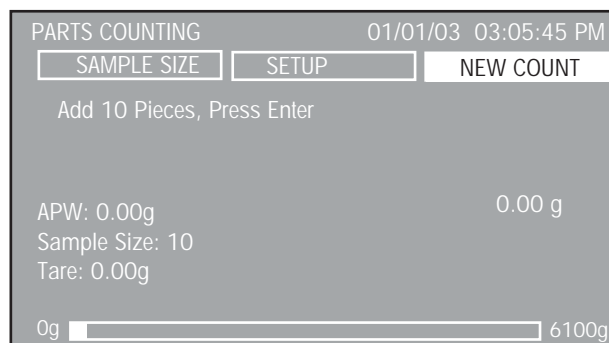 PARTS COUNTING 01/01/03 03:05:45 PM
SAMPLE SIZE SETUP NEW COUNT
Add 10 Pieces, Press Enter
0.00 g
APW: 0.00g
Sample Size: 10
Tare: 0.00g
0g 6100g